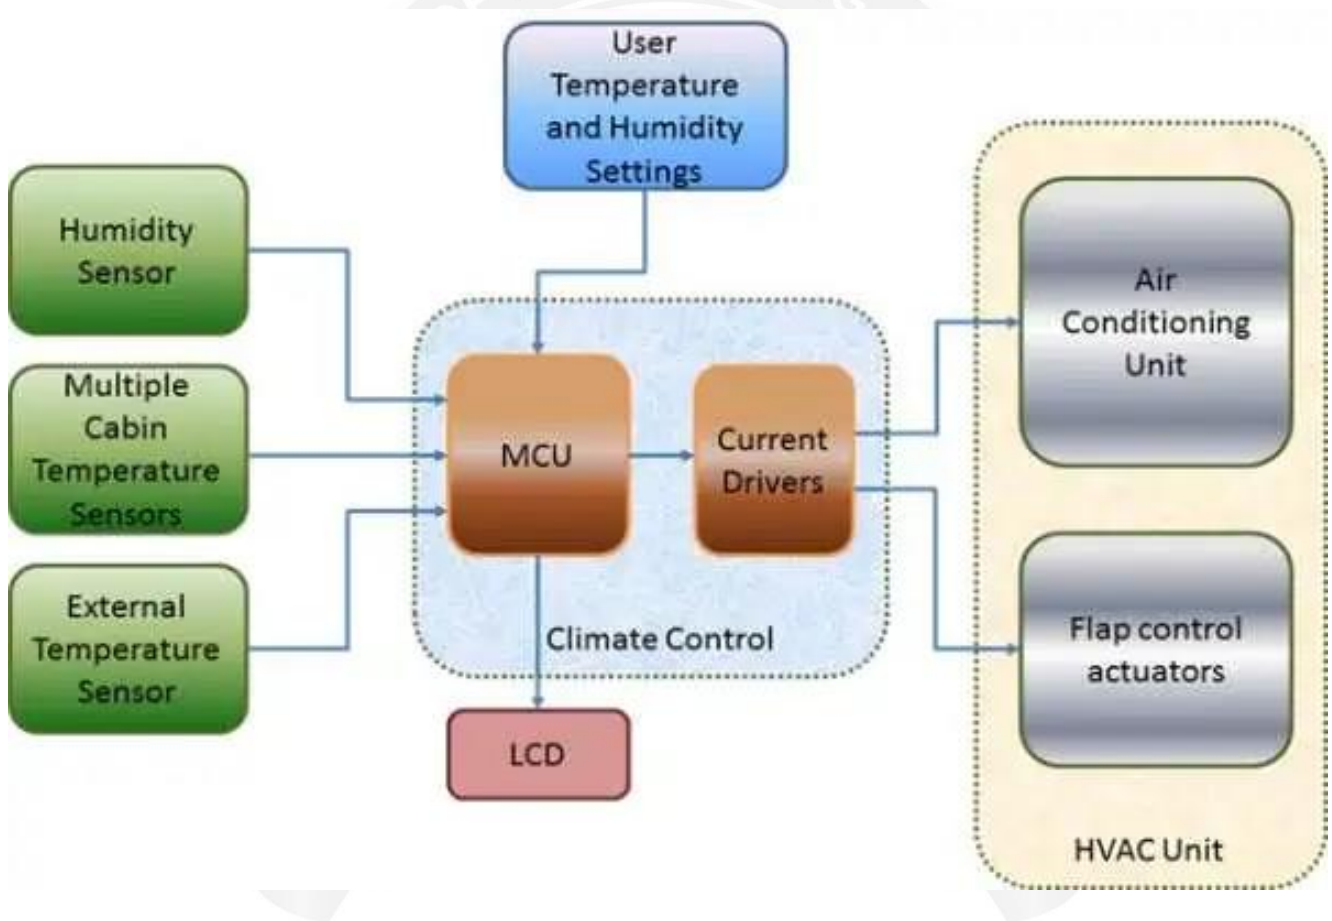 User
Temperature
and Humidity
Settings
Humidity
Sensor
Multiple
Cabin
Temperature
Sensors
External
Temperature
Sensor
MCU
Current
Drivers
Climate Control
LCD
Air
Conditioning
Unit
Flap control
actuators
HVAC Unit